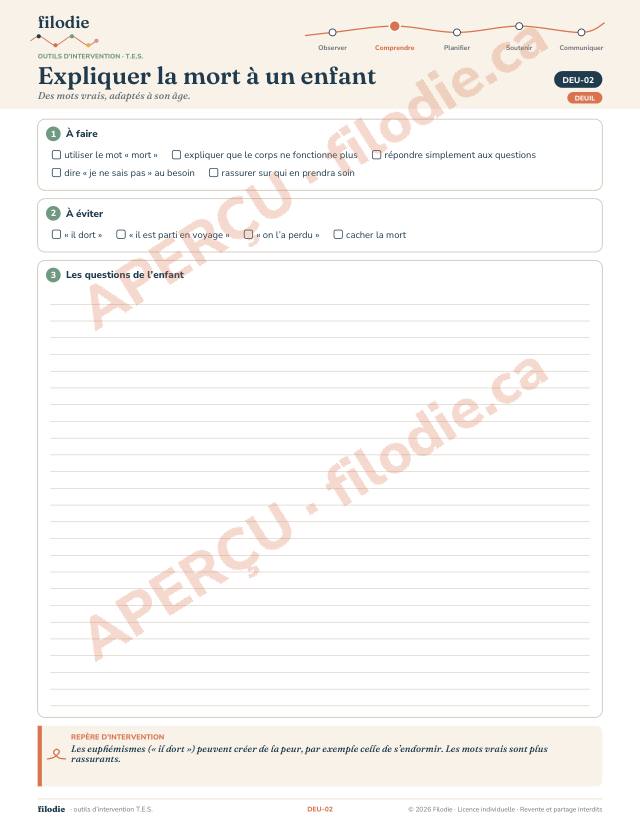 filodie
OUTILS D'INTERVENTION · T.E.S.
Observer Comprendre Planifier Soutenir Communiquer
Expliquer la mort à un enfant
Des mots vrais, adaptés à son âge.
DEU-02
DEUIL
1 À faire
utiliser le mot « mort » expliquer que le corps ne fonctionne plus répondre simplement aux questions
dire « je ne sais pas » au besoin rassurer sur qui en prendra soin
2 À éviter
« il dort » « il est parti en voyage » « on l'a perdu » cacher la mort
3 Les questions de l'enfant
APERÇU · filodie.ca
APERÇU · filodie.ca
REPÈRE D'INTERVENTION
Les euphémismes (« il dort ») peuvent créer de la peur, par exemple celle de s'endormir. Les mots vrais sont plus
rassurants.
filodie · outils d'intervention T.E.S. DEU-02 © 2026 Filodie · Licence individuelle · Revente et partage interdits